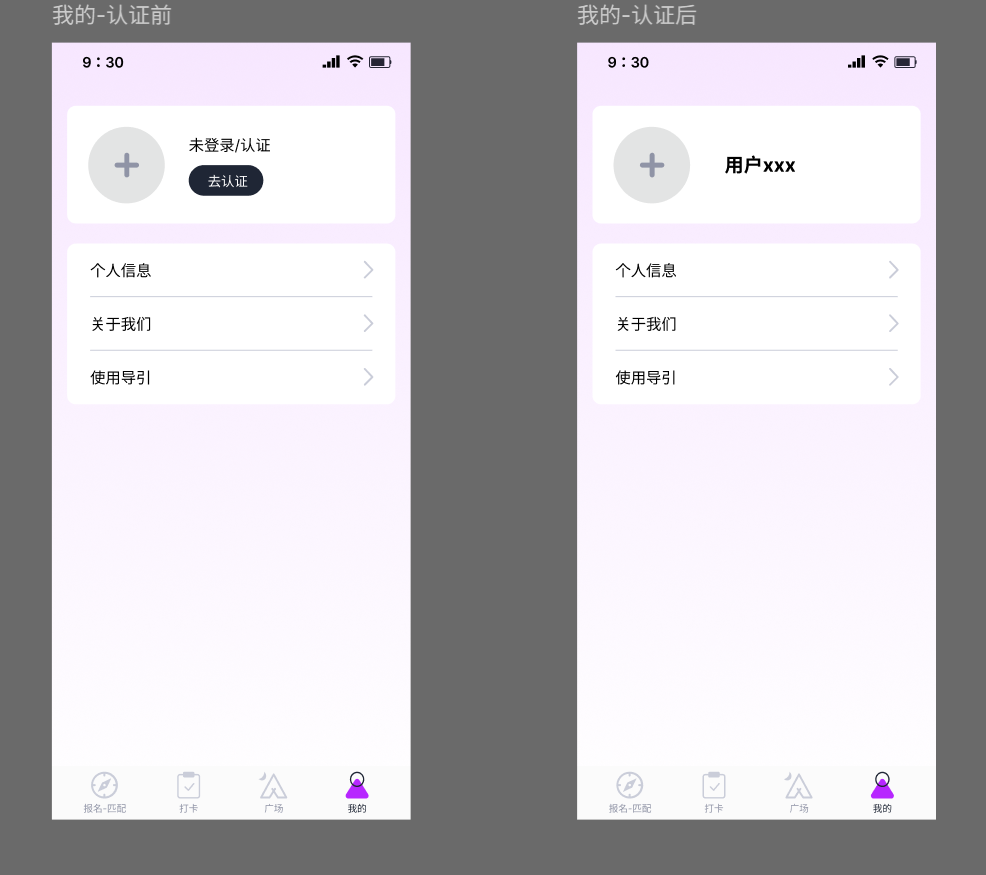 我的-认证前
9：30
未登录/认证
去认证
个人信息
关于我们
使用导引
报名-匹配
打卡
广场
我的
我的-认证后
9：30
用户xxx
个人信息
关于我们
使用导引
报名-匹配
打卡
广场
我的